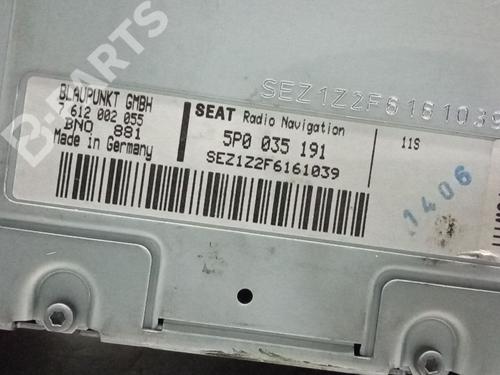 B-PARTS
SEZ1Z2F6161039
BLAUPUNKT GMBH
7 612 002 055
BNO 881
Made in Germany
SEAT Radio Navigation
5P0 035 191
SEZ1Z2F6161039
11S
1406